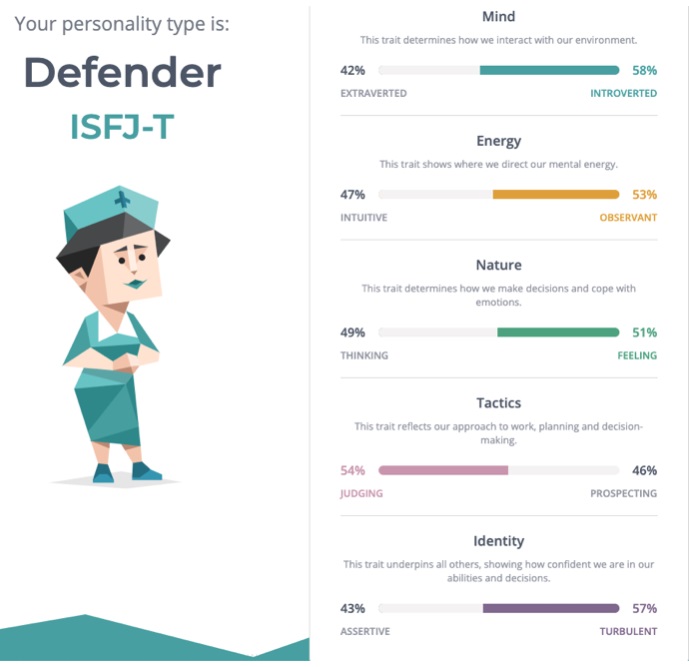 Your personality type is:
Defender
ISFJ-T
Mind
This trait determines how we interact with our environment.
42% 58%
EXTRAVERTED INTROVERTED
Energy
This trait shows where we direct our mental energy.
47% 53%
INTUITIVE OBSERVANT
Nature
This trait determines how we make decisions and cope with
emotions.
49% 51%
THINKING FEELING
Tactics
This trait reflects our approach to work, planning and decision-
making.
54% 46%
JUDGING PROSPECTING
Identity
This trait underpins all others, showing how confident we are in our
abilities and decisions.
43% 57%
ASSERTIVE TURBULENT